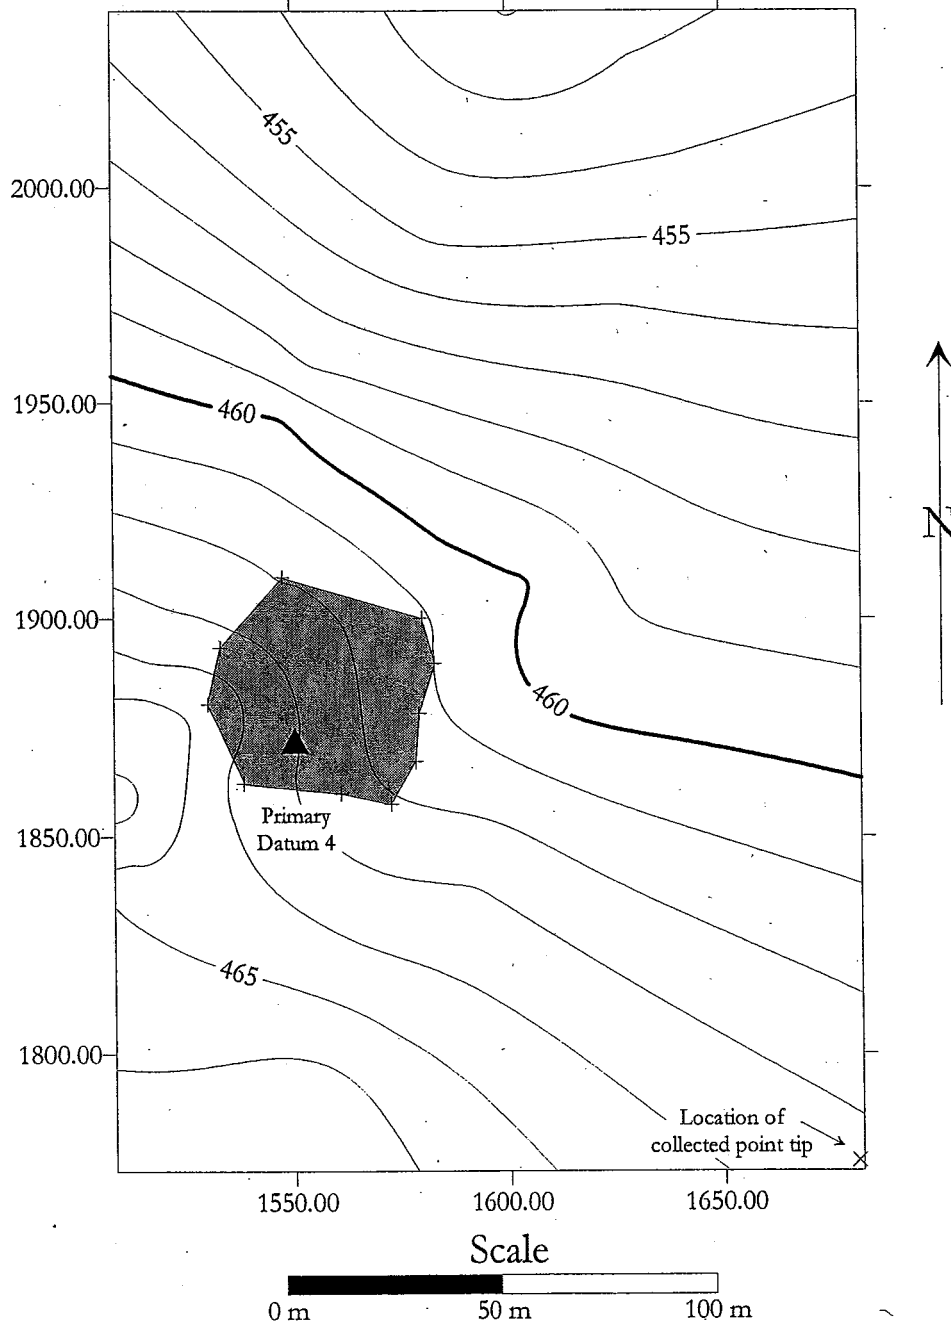 455
2000.00
455
1950.00
460
N
1900.00
460
Primary
Datum 4
1850.00
465
1800.00
Location of
collected point tip
1550.00
1600.00
1650.00
Scale
0 m
50 m
100 m